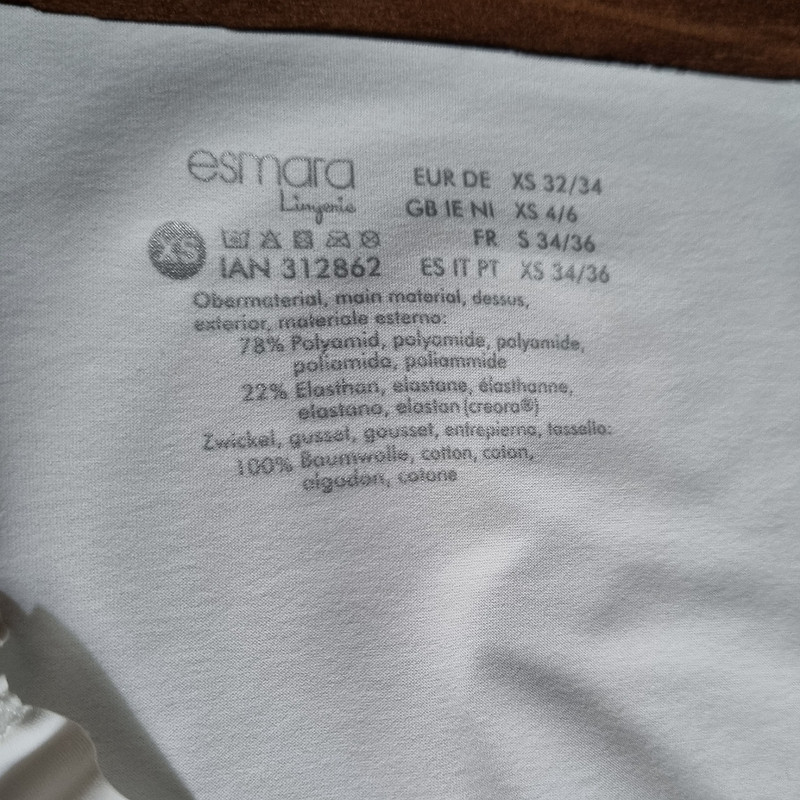 esmara
Lingerie
XS
IAN 312862
EUR DE XS 32/34
GB IE NI XS 4/6
FR S 34/36
ES IT PT XS 34/36
Obermaterial, main material, dessus,
exterior, materiale esterno:
78% Polyamid, polyamide, polyamide,
poliamida, poliammide
22% Elasthan, elastane, élasthanne,
elastano, elastan (creora®)
Zwickel, gusset, gousset, entrepierna, tassello:
100% Baumwolle, cotton, coton,
algodón, cotone